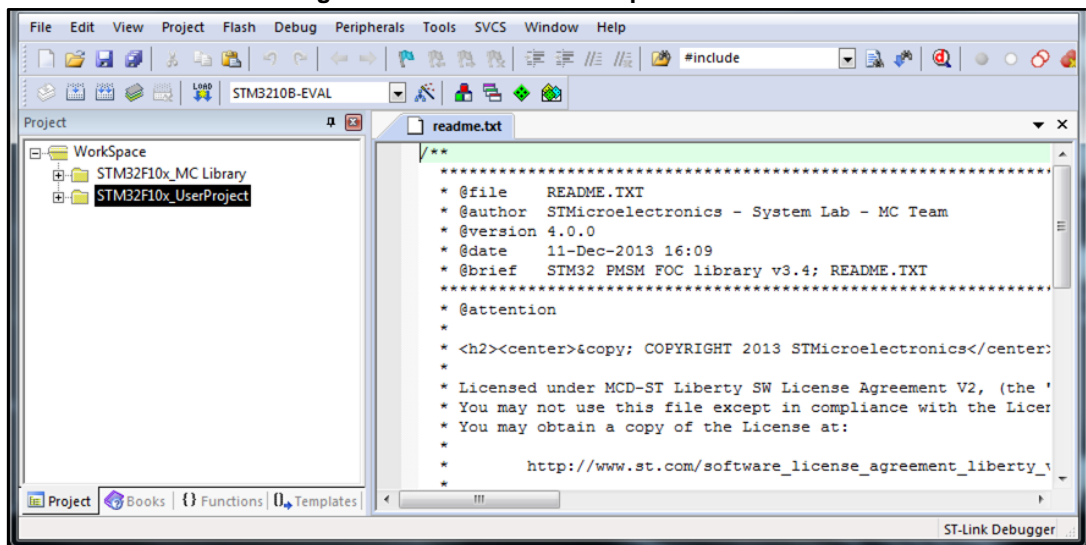 File Edit View Project Flash Debug Peripherals Tools SVCS Window Help
#include
LOAD STM3210B-EVAL
Project
readme.txt
WorkSpace
STM32F10x_MC Library
STM32F10x_UserProject
/**
******************************************************************************
* @file README.TXT
* @author STMicroelectronics - System Lab - MC Team
* @version 4.0.0
* @date 11-Dec-2013 16:09
* @brief STM32 PMSM FOC library v3.4; README.TXT
******************************************************************************
* @attention
*
* <h2><center>&copy; COPYRIGHT 2013 STMicroelectronics</center>
*
* Licensed under MCD-ST Liberty SW License Agreement V2, (the "
* You may not use this file except in compliance with the Licen
* You may obtain a copy of the License at:
*
* http://www.st.com/software_license_agreement_liberty_v
*
Project Books {} Functions Templates
ST-Link Debugger